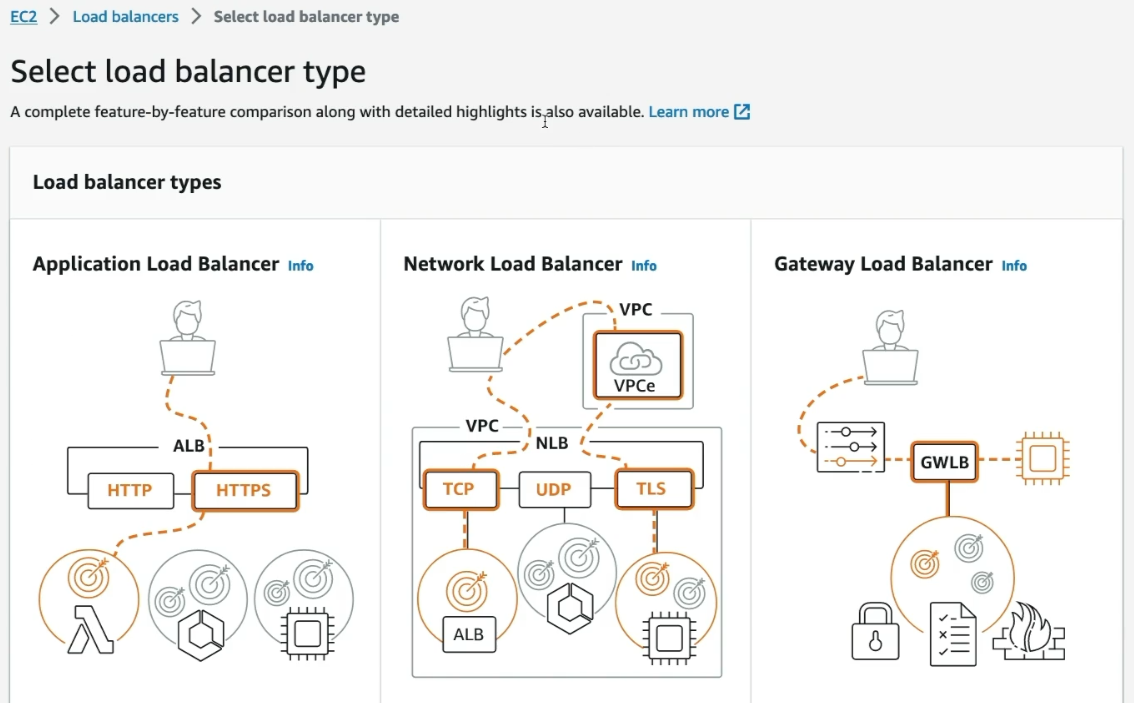 EC2 > Load balancers > Select load balancer type
Select load balancer type
A complete feature-by-feature comparison along with detailed highlights is also available. Learn more
Load balancer types
Application Load Balancer Info
ALB
HTTP
HTTPS
Network Load Balancer Info
VPC
VPCe
VPC
NLB
TCP
UDP
TLS
ALB
Gateway Load Balancer Info
GWLB